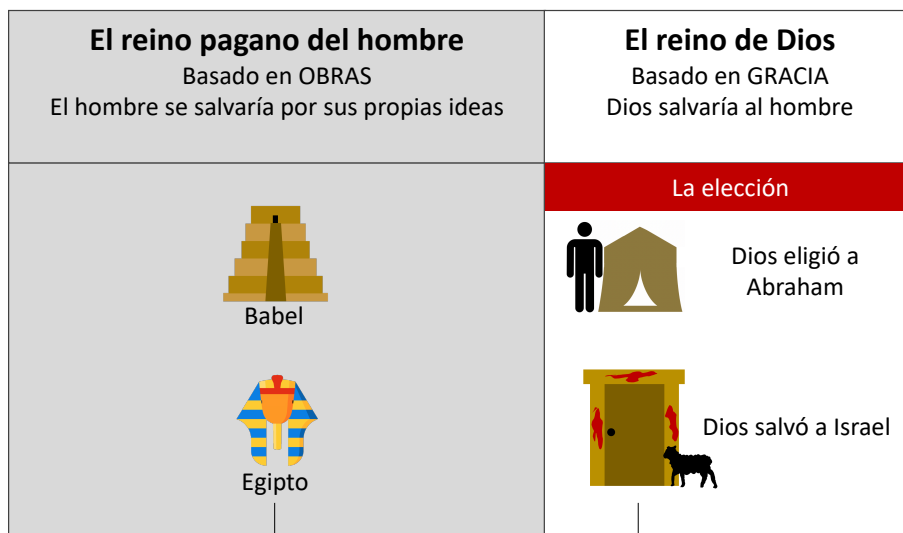 El reino pagano del hombre
Basado en OBRAS
El hombre se salvaría por sus propias ideas
El reino de Dios
Basado en GRACIA
Dios salvaría al hombre
La elección
Babel
Dios eligió a
Abraham
Egipto
Dios salvó a Israel